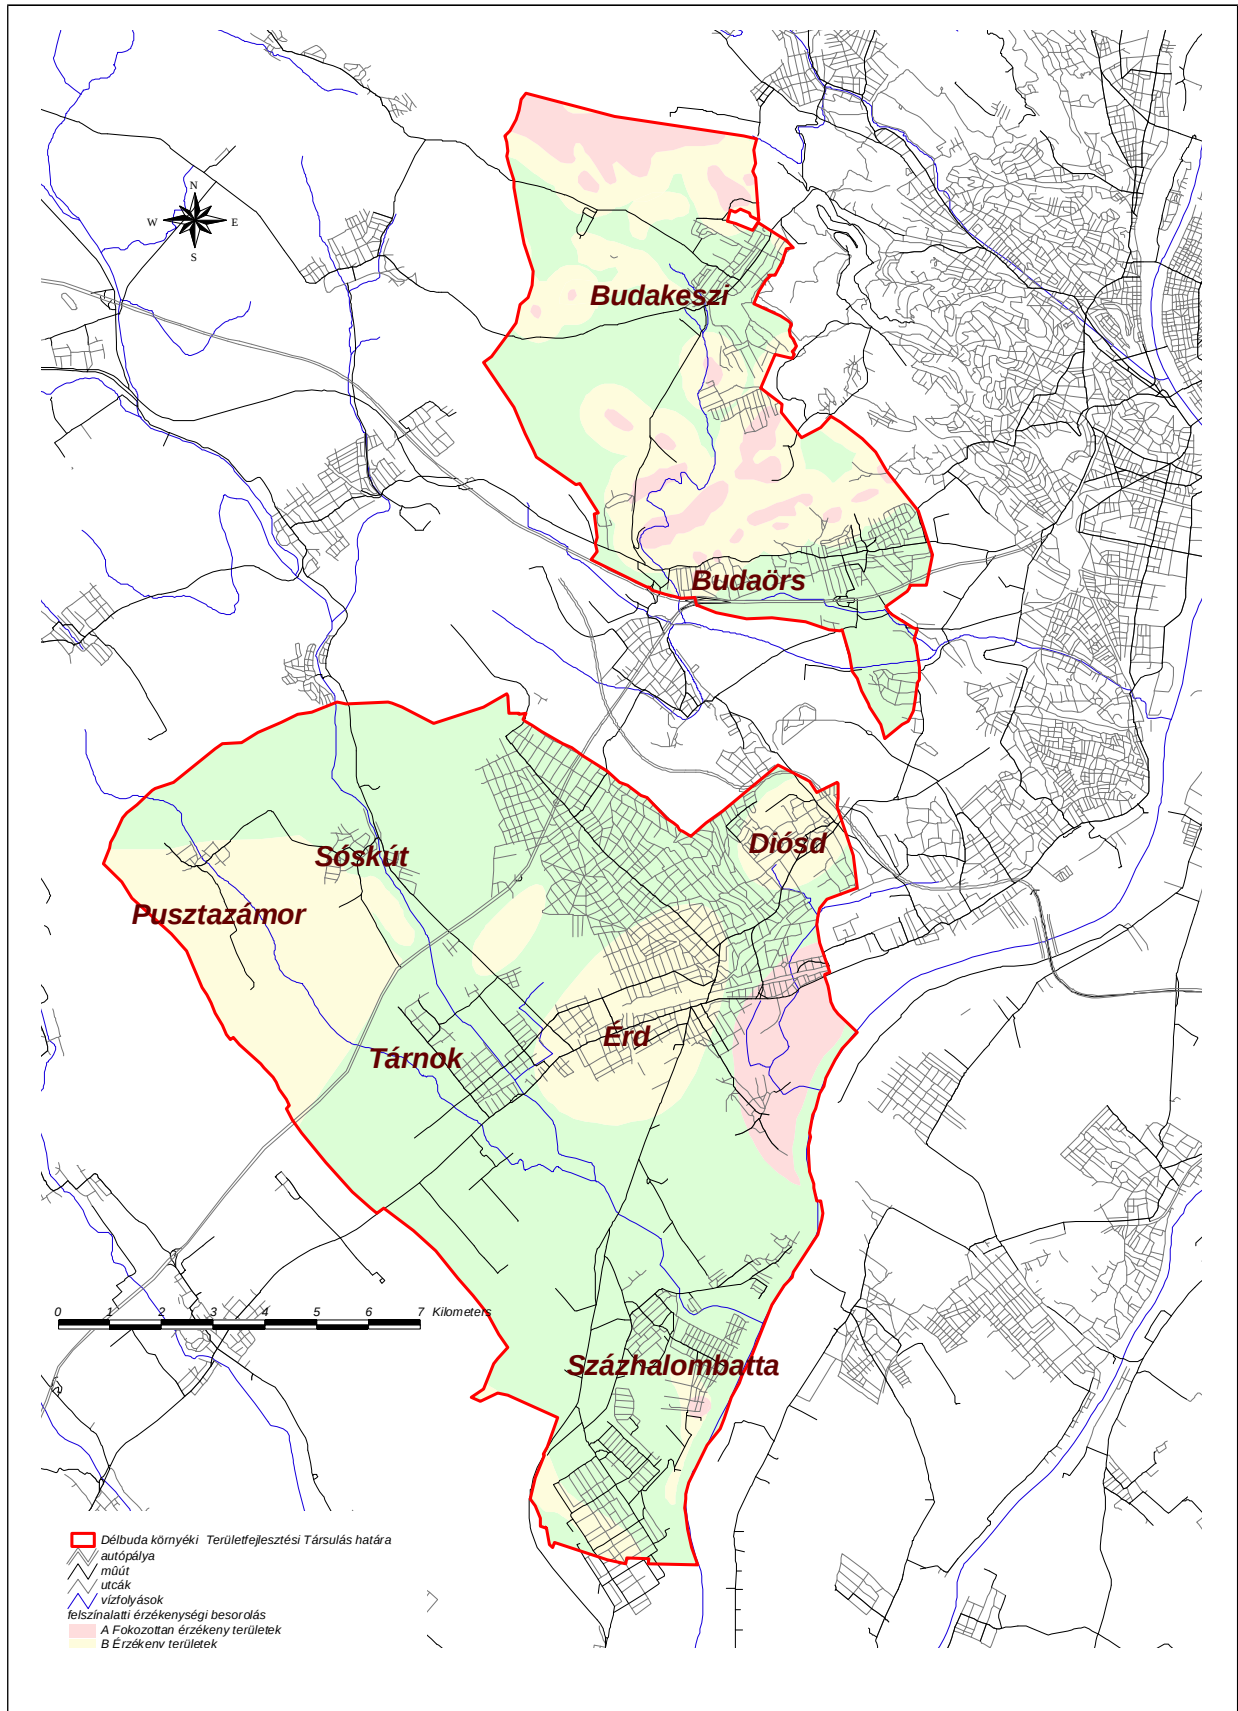 N
W E
S
Budakeszi
Budaörs
Diósd
Sóskút
Pusztazámor
Érd
Tárnok
0 1 2 3 4 5 6 7 Kilometers
Százhalombatta
Délbuda környéki Területfejlesztési Társulás határa
autópálya
mûút
utcák
vízfolyások
felszínalatti érzékenységi besorolás
A Fokozottan érzékeny területek
B Érzékeny területek